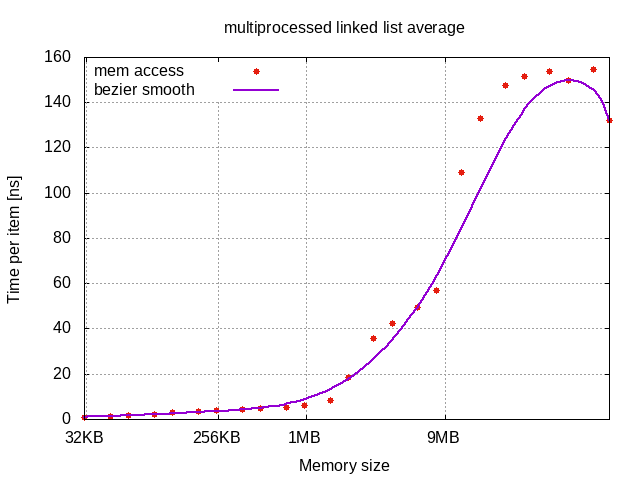 multiprocessed linked list average
mem access
bezier smooth
160
140
120
100
80
60
40
20
0
Time per item [ns]
32KB 256KB 1MB 9MB
Memory size